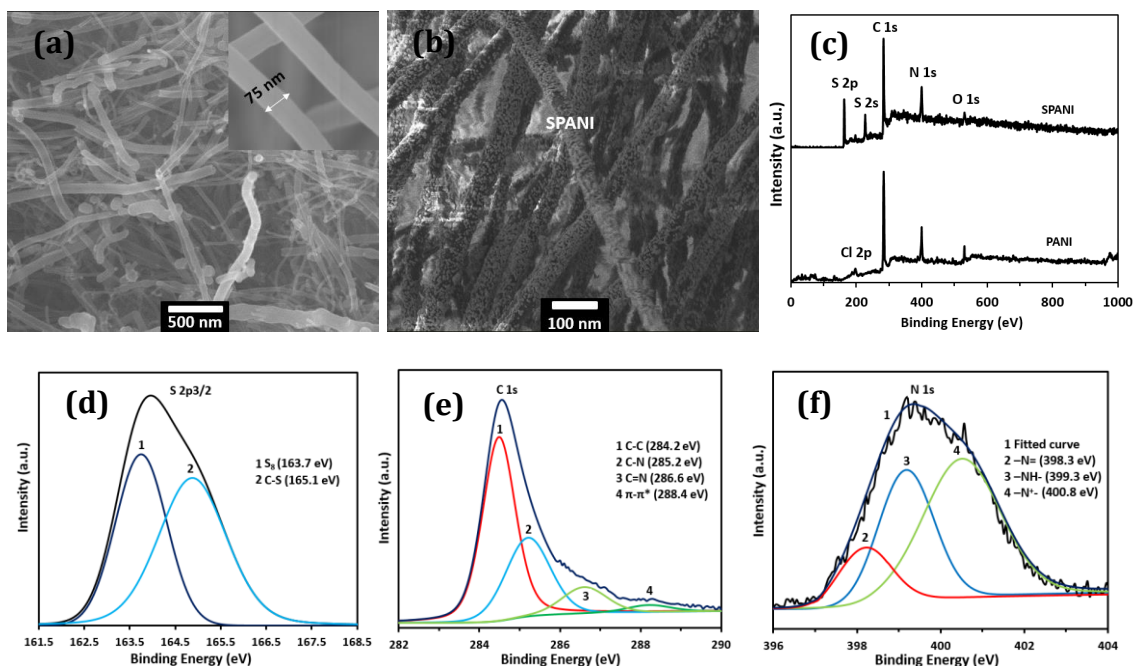 (a)
75 nm
500 nm
(b)
SPANI
100 nm
(c)
C 1s
S 2p
S 2s
N 1s
O 1s
SPANI
Cl 2p
PANI
Intensity (a.u.)
0 200 400 600 800 1000
Binding Energy (eV)
(d)
S 2p3/2
1
2
1 S₈ (163.7 eV)
2 C-S (165.1 eV)
Intensity (a.u.)
161.5 162.5 163.5 164.5 165.5 166.5 167.5 168.5
Binding Energy (eV)
(e)
C 1s
1
2
3
4
1 C-C (284.2 eV)
2 C-N (285.2 eV)
3 C=N (286.6 eV)
4 π-π* (288.4 eV)
Intensity (a.u.)
282 284 286 288 290
Binding Energy (eV)
(f)
N 1s
1
2
3
4
1 Fitted curve
2 –N= (398.3 eV)
3 –NH- (399.3 eV)
4 –N⁺- (400.8 eV)
Intensity (a.u.)
396 398 400 402 404
Binding Energy (eV)